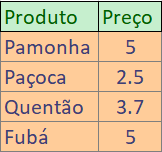 Produto Preço
Pamonha 5
Paçoca 2.5
Quentão 3.7
Fubá 5